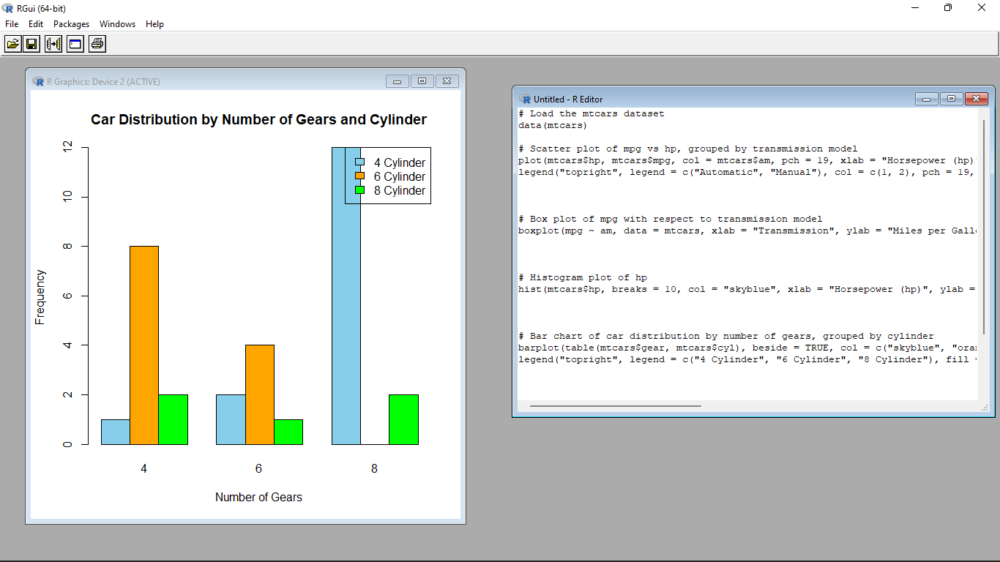 RGui (64-bit)
File Edit Packages Windows Help
R Graphics: Device 2 (ACTIVE)
Car Distribution by Number of Gears and Cylinder
12
10
8
6
4
2
0
Frequency
4 Cylinder
6 Cylinder
8 Cylinder
4 6 8
Number of Gears
Untitled - R Editor
# Load the mtcars dataset
data(mtcars)
# Scatter plot of mpg vs hp, grouped by transmission model
plot(mtcars$hp, mtcars$mpg, col = mtcars$am, pch = 19, xlab = "Horsepower (hp)"
legend("topright", legend = c("Automatic", "Manual"), col = c(1, 2), pch = 19,
# Box plot of mpg with respect to transmission model
boxplot(mpg ~ am, data = mtcars, xlab = "Transmission", ylab = "Miles per Gall
# Histogram plot of hp
hist(mtcars$hp, breaks = 10, col = "skyblue", xlab = "Horsepower (hp)", ylab =
# Bar chart of car distribution by number of gears, grouped by cylinder
barplot(table(mtcars$gear, mtcars$cyl), beside = TRUE, col = c("skyblue", "ora
legend("topright", legend = c("4 Cylinder", "6 Cylinder", "8 Cylinder"), fill =